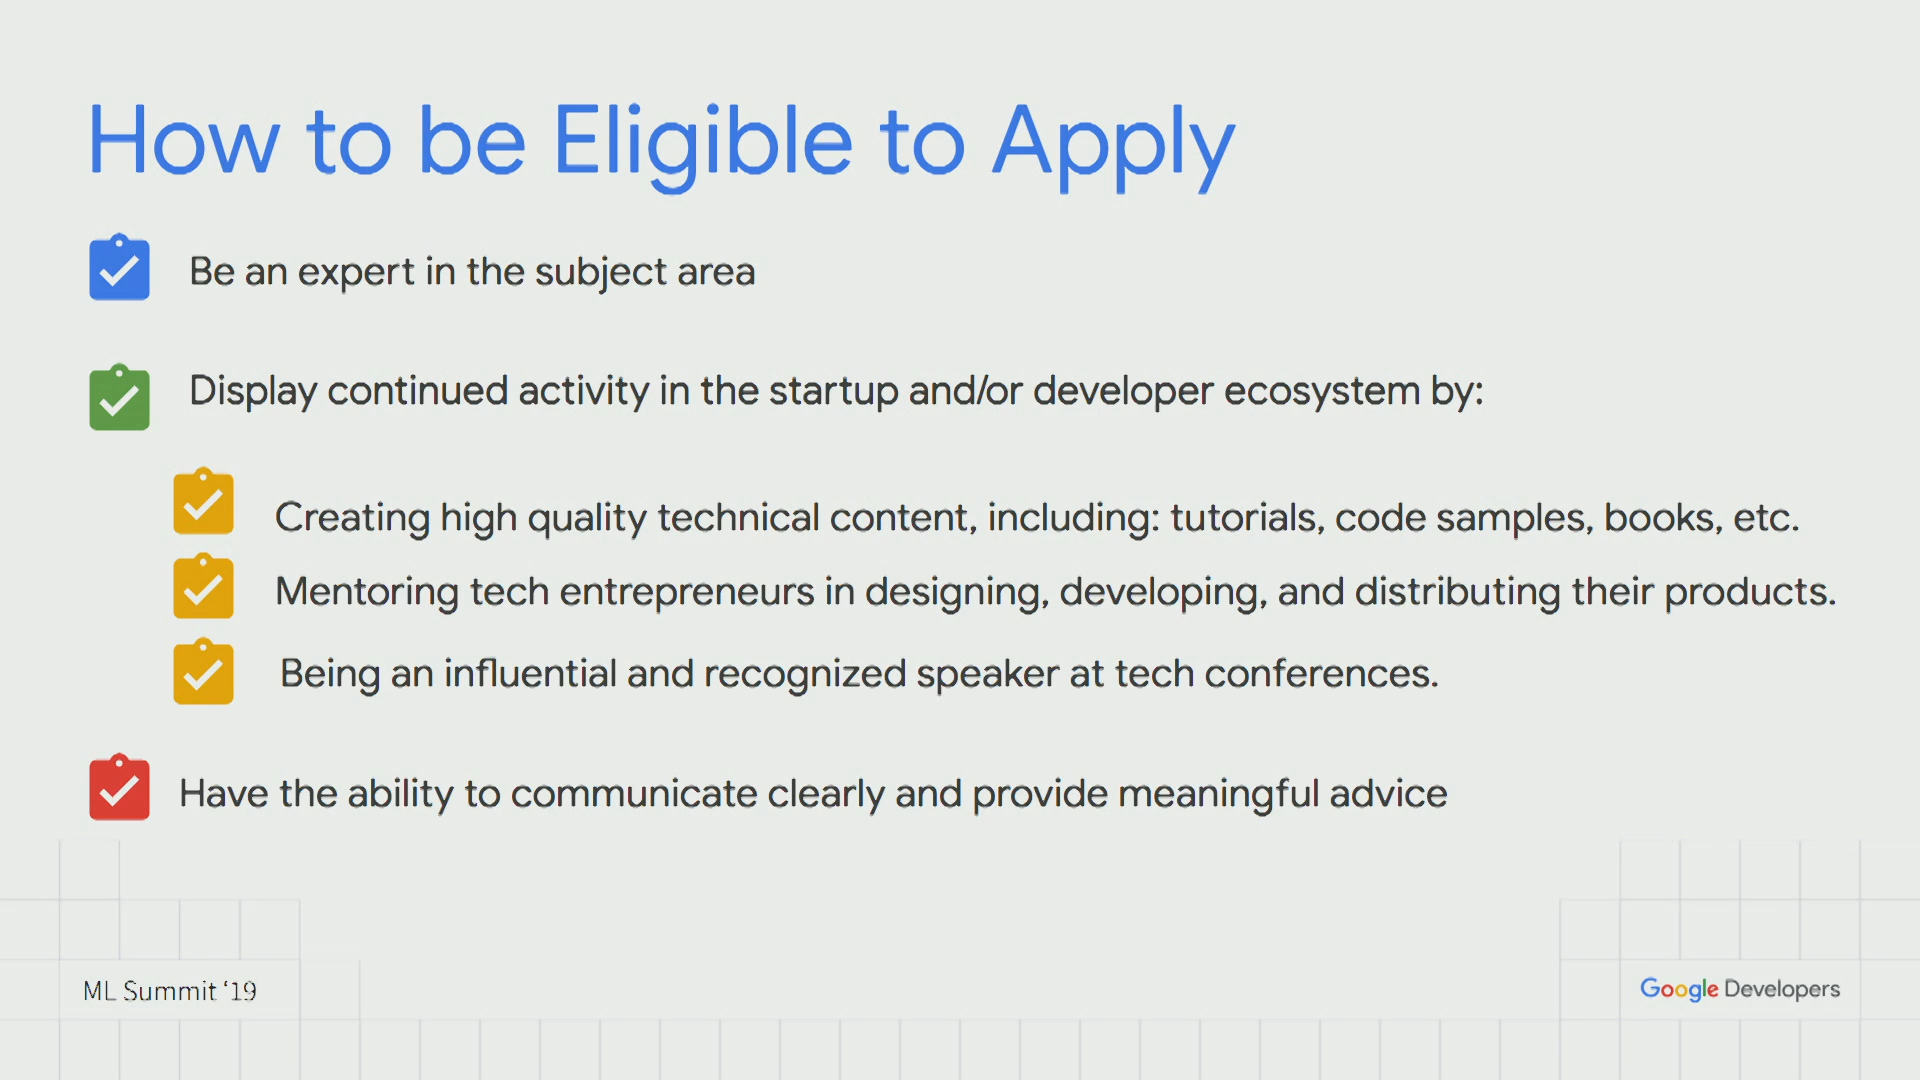 How to be Eligible to Apply
Be an expert in the subject area
Display continued activity in the startup and/or developer ecosystem by:
Creating high quality technical content, including: tutorials, code samples, books, etc.
Mentoring tech entrepreneurs in designing, developing, and distributing their products.
Being an influential and recognized speaker at tech conferences.
Have the ability to communicate clearly and provide meaningful advice
ML Summit ‘19
Google Developers